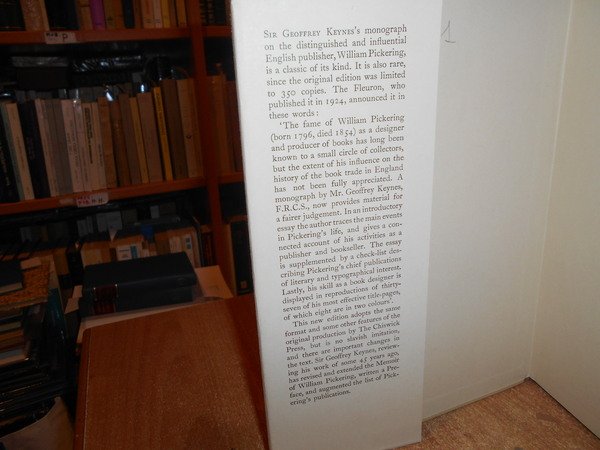 SIR GEOFFREY KEYNES's monograph
on the distinguished and influential
English publisher, William Pickering,
is a classic of its kind. It is also rare,
since the original edition was limited
to 350 copies. The Fleuron, who
published it in 1924, announced it in
these words:
'The fame of William Pickering
(born 1796, died 1854) as a designer
and producer of books has long been
known to a small circle of collectors,
but the extent of his influence on the
history of the book trade in England
has not been fully appreciated. A
monograph by Mr. Geoffrey Keynes,
F.R.C.S., now provides material for
a fairer judgement. In an introductory
essay the author traces the main events
in Pickering's life, and gives a con-
nected account of his activities as a
publisher and bookseller. The essay
is supplemented by a check-list des-
cribing Pickering's chief publications
of literary and typographical interest.
Lastly, his skill as a book designer is
displayed in reproductions of thirty-
seven of his most effective title-pages,
of which eight are in two colours'.
This new edition adopts the same
format and some other features of the
original production by The Chiswick
Press, but is no slavish imitation,
and there are important changes in
the text. Sir Geoffrey Keynes, review-
ing his work of some 45 years ago,
has revised and extended the Memoir
of William Pickering, written a Pre-
face, and augmented the list of Pick-
ering's publications.